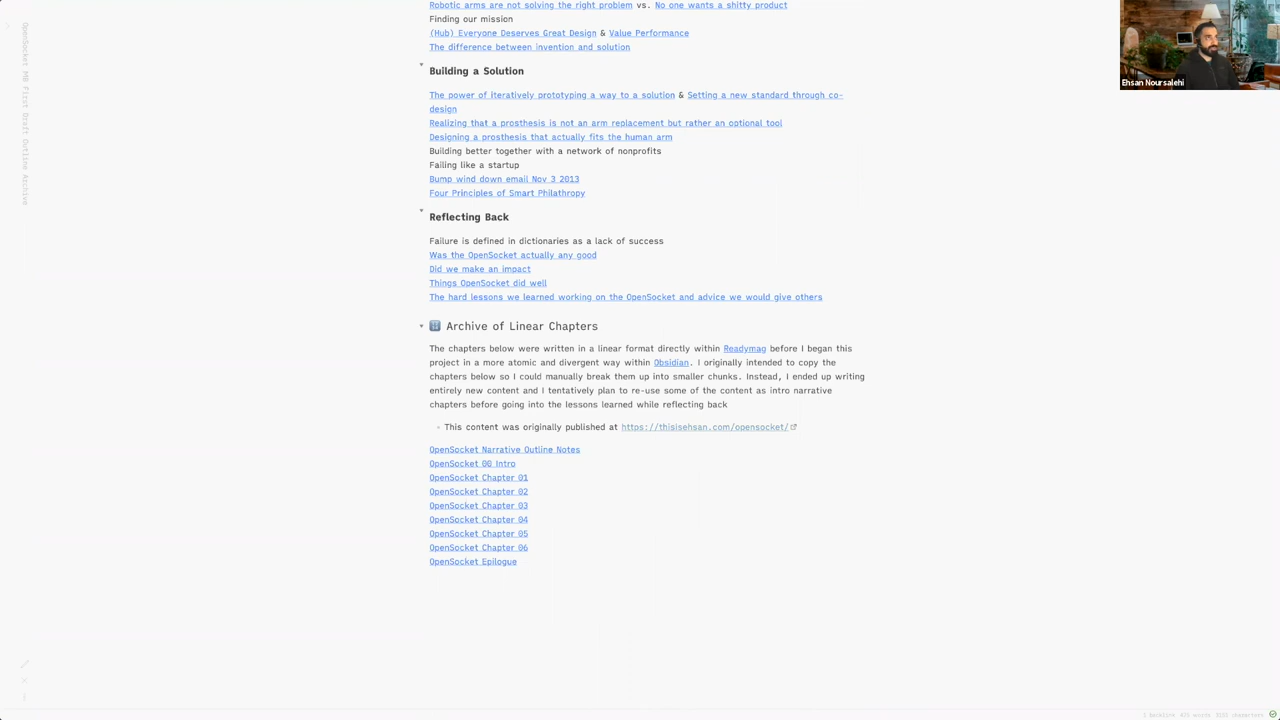 Robotic arms are not solving the right problem vs. No one wants a shitty product
Finding our mission
(Hub) Everyone Deserves Great Design & Value Performance
The difference between invention and solution
Building a Solution
The power of iteratively prototyping a way to a solution & Setting a new standard through co-
design
Realizing that a prosthesis is not an arm replacement but rather an optional tool
Designing a prosthesis that actually fits the human arm
Building better together with a network of nonprofits
Failing like a startup
Bump wind down email Nov 3 2013
Four Principles of Smart Philathropy
Reflecting Back
Failure is defined in dictionaries as a lack of success
Was the OpenSocket actually any good
Did we make an impact
Things OpenSocket did well
The hard lessons we learned working on the OpenSocket and advice we would give others
Archive of Linear Chapters
The chapters below were written in a linear format directly within Readymag before I began this
project in a more atomic and divergent way within Obsidian. I originally intended to copy the
chapters below so I could manually break them up into smaller chunks. Instead, I ended up writing
entirely new content and I tentatively plan to re-use some of the content as intro narrative
chapters before going into the lessons learned while reflecting back
This content was originally published at https://thisisehsan.com/opensocket/
OpenSocket Narrative Outline Notes
OpenSocket 00 Intro
OpenSocket Chapter 01
OpenSocket Chapter 02
OpenSocket Chapter 03
OpenSocket Chapter 04
OpenSocket Chapter 05
OpenSocket Chapter 06
OpenSocket Epilogue
OpenSocket MB First Draft Outline Archive
Ehsan Noursalehi
1 backlink
words
characters